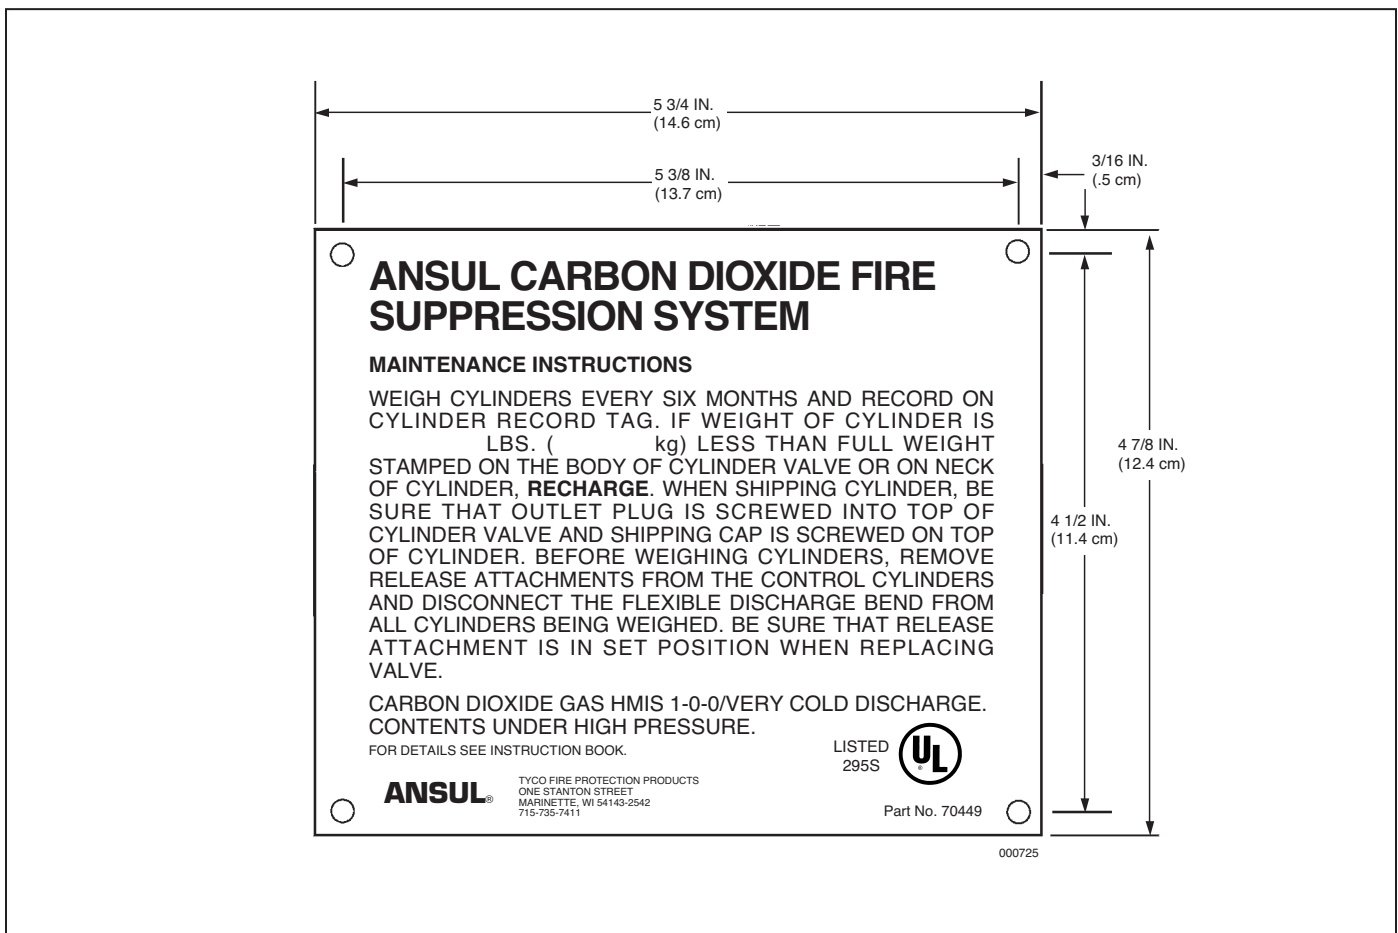 5 3/4 IN.
(14.6 cm)
5 3/8 IN.
(13.7 cm)
3/16 IN.
(.5 cm)
ANSUL CARBON DIOXIDE FIRE
SUPPRESSION SYSTEM
MAINTENANCE INSTRUCTIONS
WEIGH CYLINDERS EVERY SIX MONTHS AND RECORD ON
CYLINDER RECORD TAG. IF WEIGHT OF CYLINDER IS
LBS. ( kg) LESS THAN FULL WEIGHT
STAMPED ON THE BODY OF CYLINDER VALVE OR ON NECK
OF CYLINDER, RECHARGE. WHEN SHIPPING CYLINDER, BE
SURE THAT OUTLET PLUG IS SCREWED INTO TOP OF
CYLINDER VALVE AND SHIPPING CAP IS SCREWED ON TOP
OF CYLINDER. BEFORE WEIGHING CYLINDERS, REMOVE
RELEASE ATTACHMENTS FROM THE CONTROL CYLINDERS
AND DISCONNECT THE FLEXIBLE DISCHARGE BEND FROM
ALL CYLINDERS BEING WEIGHED. BE SURE THAT RELEASE
ATTACHMENT IS IN SET POSITION WHEN REPLACING
VALVE.
CARBON DIOXIDE GAS HMIS 1-0-0/VERY COLD DISCHARGE.
CONTENTS UNDER HIGH PRESSURE.
FOR DETAILS SEE INSTRUCTION BOOK.
LISTED
295S
UL®
ANSUL®
TYCO FIRE PROTECTION PRODUCTS
ONE STANTON STREET
MARINETTE, WI 54143-2542
715-735-7411
Part No. 70449
4 7/8 IN.
(12.4 cm)
4 1/2 IN.
(11.4 cm)
000725